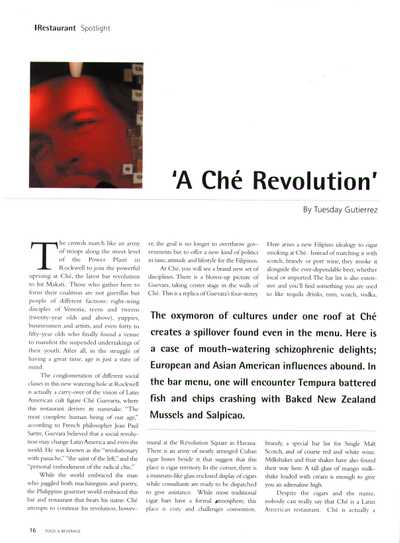 Restaurant Spotlight
'A Ché Revolution'
By Tuesday Gutierrez
The crowds march like an army
of troops along the street level
of the Power Plant in
Rockwell to join the powerful
uprising at Ché, the latest bar revolution
to hit Makati. Those who gather here to
form their coalition are not guerillas but
people of different factions: right-wing
disciples of Venezia, teens and tweens
(twenty-year olds and above), yuppies,
businessmen and artists, and even forty to
fifty-year olds who finally found a venue
to manifest the suspended undertakings of
their youth. After all, in the struggle of
having a great time, age is just a state of
mind.
The conglomeration of different social
classes in this new watering hole at Rockwell
is actually a carry-over of the vision of Latin
American cult figure Ché Guevarra, where
this restaurant derives its namesake. "The
most complete human being of our age,"
according to French philosopher Jean Paul
Sartre, Guevara believed that a social revolu-
tion may change Latin America and even the
world. He was known as the "revolutionary
with panache," "the saint of the left," and the
"personal embodiment of the radical chic."
While the world embraced the man
who juggled both machineguns and poetry,
the Philippine gourmet world embraced this
bar and restaurant that bears his name. Ché
attempts to continue his revolution, howev-
er, the goal is no longer to overthrow gov-
ernments but to offer a new kind of politics
in taste, attitude and lifestyle for the Filipinos.
At Ché, you will see a brand new set of
disciplines. There is a blown-up picture of
Guevara, taking center stage in the walls of
Ché. This is a replica of Guevara's four-storey
mural at the Revolution Square in Havana.
There is an army of neatly arranged Cuban
cigar boxes beside it that suggest that this
place is cigar territory. In the corner, there is
a museum-like glass enclosed display of cigars
while consultants are ready to be dispatched
to give assistance. While most traditional
cigar bars have a formal atmosphere, this
place is cozy and challenges convention.
Here arises a new Filipino ideology to cigar
smoking at Ché. Instead of matching it with
scotch, brandy or port wine, they smoke it
alongside the ever-dependable beer, whether
local or imported. The bar list is also exten-
sive and you'll find something you are used
to like tequila drinks, rum, scotch, vodka,
The oxymoron of cultures under one roof at Ché
creates a spillover found even in the menu. Here is
a case of mouth-watering schizophrenic delights;
European and Asian American influences abound. In
the bar menu, one will encounter Tempura battered
fish and chips crashing with Baked New Zealand
Mussels and Salpicao.
brandy, a special bar list for Single Malt
Scotch, and of course red and white wine.
Milkshakes and fruit shakes have also found
their way here. A tall glass of mango milk-
shake loaded with cream is enough to give
you an adrenaline high.
Despite the cigars and the name,
nobody can really say that Ché is a Latin
American restaurant. Ché is actually a
16 FOOD & BEVERAGE